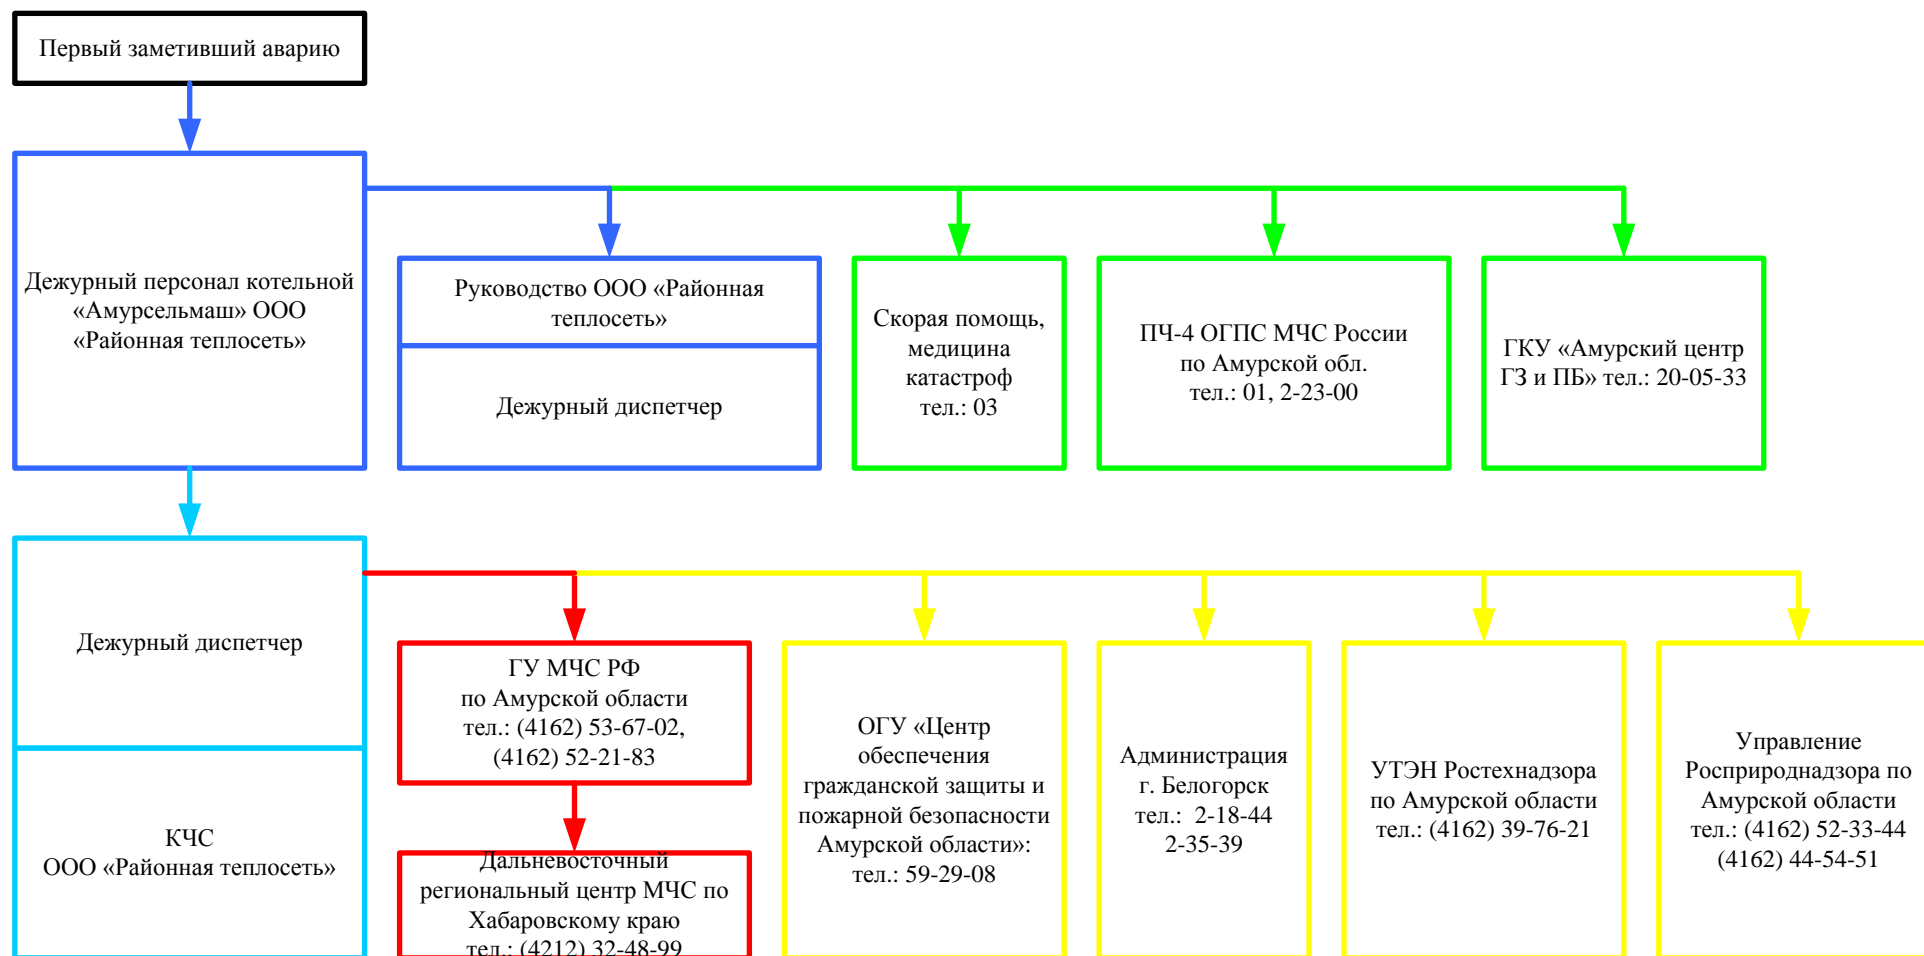 Первый заметивший аварию
Дежурный персонал котельной
«Амурсельмаш» ООО
«Районная теплосеть»
Руководство ООО «Районная
теплосеть»
Дежурный диспетчер
Скорая помощь,
медицина
катастроф
тел.: 03
ПЧ-4 ОГПС МЧС России
по Амурской обл.
тел.: 01, 2-23-00
ГКУ «Амурский центр
ГЗ и ПБ» тел.: 20-05-33
Дежурный диспетчер
КЧС
ООО «Районная теплосеть»
ГУ МЧС РФ
по Амурской области
тел.: (4162) 53-67-02,
(4162) 52-21-83
Дальневосточный
региональный центр МЧС по
Хабаровскому краю
тел.: (4212) 32-48-99
ОГУ «Центр
обеспечения
гражданской защиты и
пожарной безопасности
Амурской области»:
тел.: 59-29-08
Администрация
г. Белогорск
тел.: 2-18-44
2-35-39
УТЭН Ростехнадзора
по Амурской области
тел.: (4162) 39-76-21
Управление
Росприроднадзора по
Амурской области
тел.: (4162) 52-33-44
(4162) 44-54-51